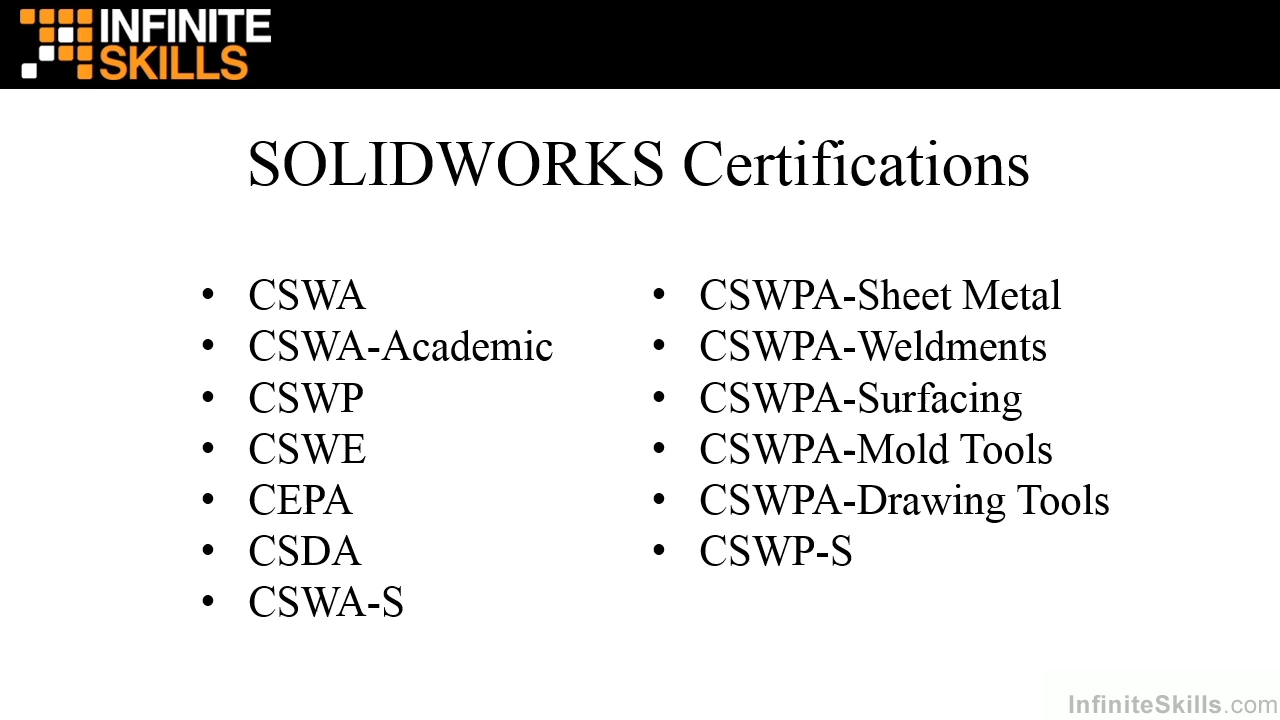 INFINITE
SKILLS
SOLIDWORKS Certifications
• CSWA
• CSWA-Academic
• CSWP
• CSWE
• CEPA
• CSDA
• CSWA-S
• CSWPA-Sheet Metal
• CSWPA-Weldments
• CSWPA-Surfacing
• CSWPA-Mold Tools
• CSWPA-Drawing Tools
• CSWP-S
InfiniteSkills.com